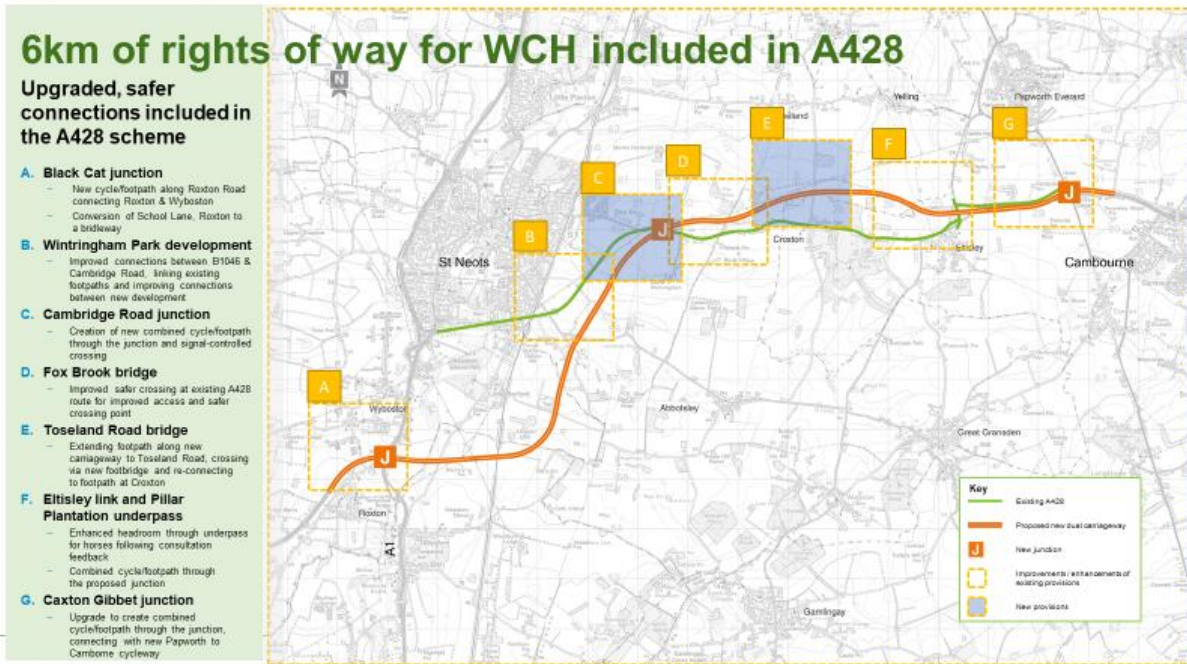 6km of rights of way for WCH included in A428
Upgraded, safer
connections included in
the A428 scheme
A. Black Cat junction
– New cycle/footpath along Roxton Road
connecting Roxton & Wyboston
– Conversion of School Lane, Roxton to
a bridleway
B. Wintringham Park development
– Improved connections between B1046 &
Cambridge Road, linking existing
footpaths and improving connections
between new development
C. Cambridge Road junction
– Creation of new combined cycle/footpath
through the junction and signal-controlled
crossing
D. Fox Brook bridge
– Improved safer crossing at existing A428
route for improved access and safer
crossing point
E. Toseland Road bridge
– Extending footpath along new
carriageway to Toseland Road, crossing
via new footbridge and re-connecting
to footpath at Croxton
F. Eltisley link and Pillar
Plantation underpass
– Enhanced headroom through underpass
for horses following consultation
feedback
– Combined cycle/footpath through
the proposed junction
G. Caxton Gibbet junction
– Upgrade to create combined
cycle/footpath through the junction,
connecting with new Papworth to
Camborne cycleway
N
Yelling
Papworth Everard
E
G
F
D
C
J
B
J
Croxton
Eltisley
St Neots
Cambourne
A
Wyboston
Abbotsley
Great Gransden
J
Roxton
A1
Gamlingay
Key
Existing A428
Proposed new dual carriageway
J
New junction
Improvements / enhancements of
existing provisions
New provisions